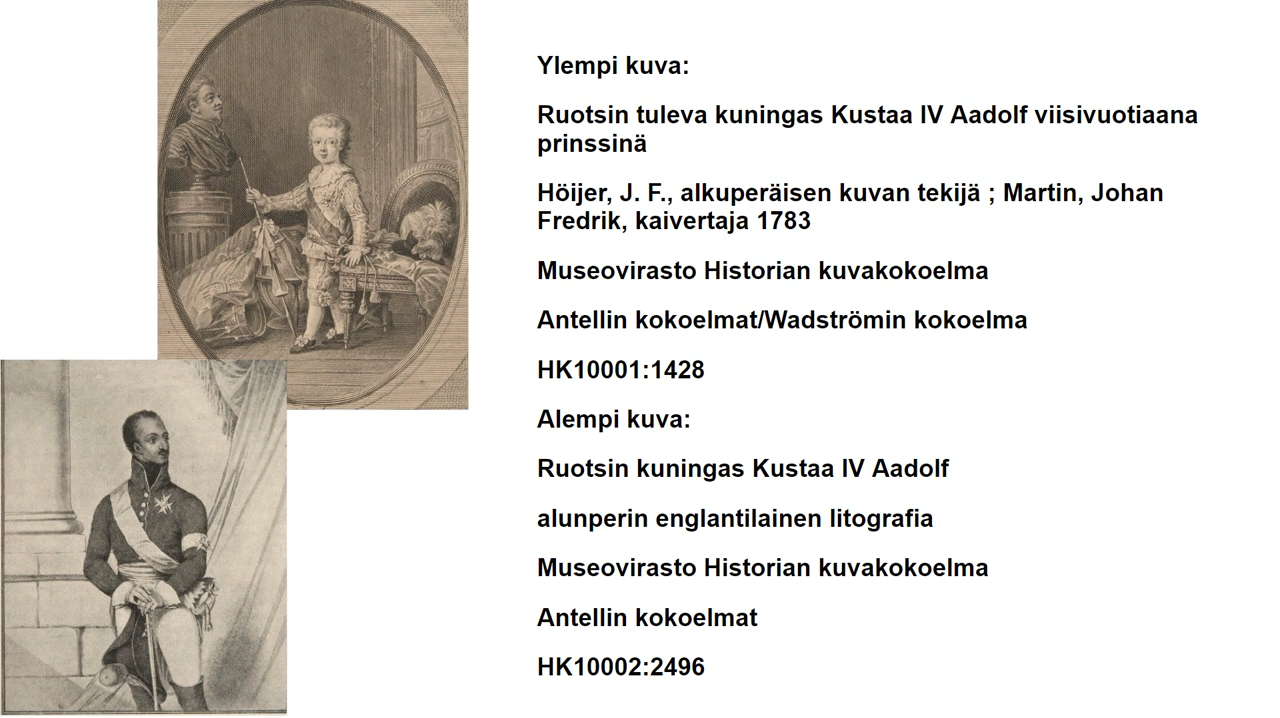 Ylempi kuva:
Ruotsin tuleva kuningas Kustaa IV Aadolf viisivuotiaana
prinssinä
Höijer, J. F., alkuperäisen kuvan tekijä ; Martin, Johan
Fredrik, kaivertaja 1783
Museovirasto Historian kuvakokoelma
Antellin kokoelmat/Wadströmin kokoelma
HK10001:1428
Alempi kuva:
Ruotsin kuningas Kustaa IV Aadolf
alunperin englantilainen litografia
Museovirasto Historian kuvakokoelma
Antellin kokoelmat
HK10002:2496